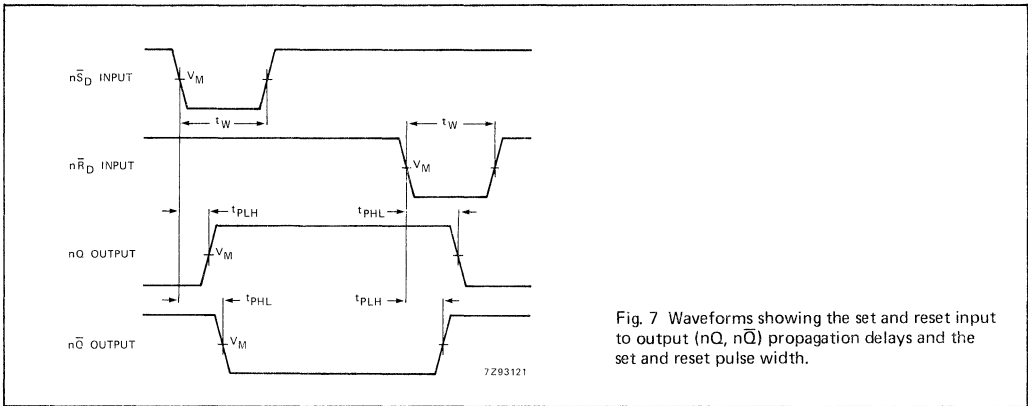 nS̅D INPUT
VM
tW
tW
nR̅D INPUT
VM
tPLH
tPHL
nQ OUTPUT
VM
tPHL
tPLH
nQ̅ OUTPUT
VM
7Z93121
Fig. 7 Waveforms showing the set and reset input
to output (nQ, nQ̅) propagation delays and the
set and reset pulse width.